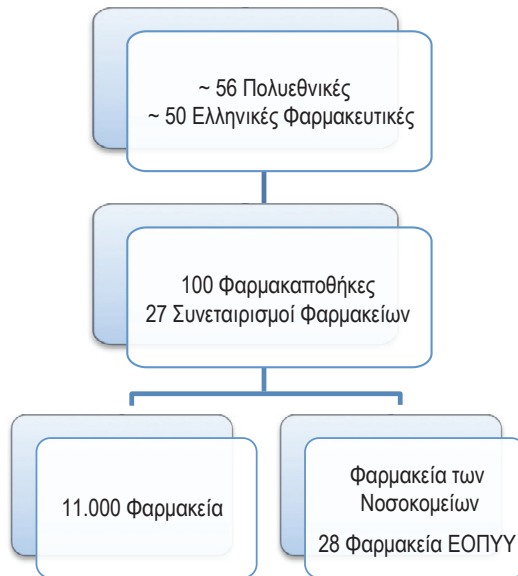 ~ 56 Πολυεθνικές
~ 50 Ελληνικές Φαρμακευτικές
100 Φαρμακαποθήκες
27 Συνεταιρισμοί Φαρμακείων
11.000 Φαρμακεία
Φαρμακεία των
Νοσοκομείων
28 Φαρμακεία ΕΟΠΥΥ